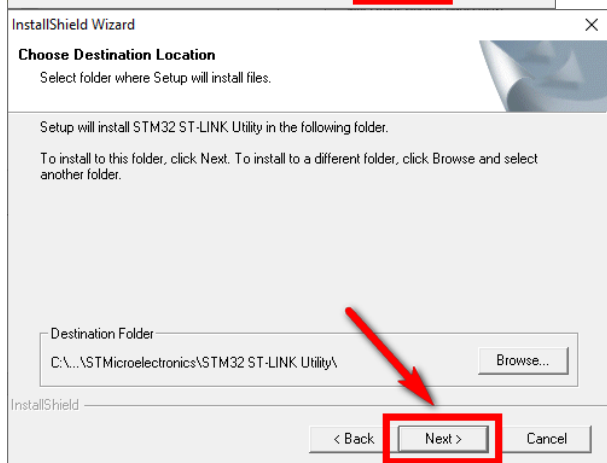 InstallShield Wizard
Choose Destination Location
Select folder where Setup will install files.
Setup will install STM32 ST-LINK Utility in the following folder.
To install to this folder, click Next. To install to a different folder, click Browse and select
another folder.
Destination Folder
C:\...\STMicroelectronics\STM32 ST-LINK Utility\
Browse...
InstallShield
< Back
Next >
Cancel